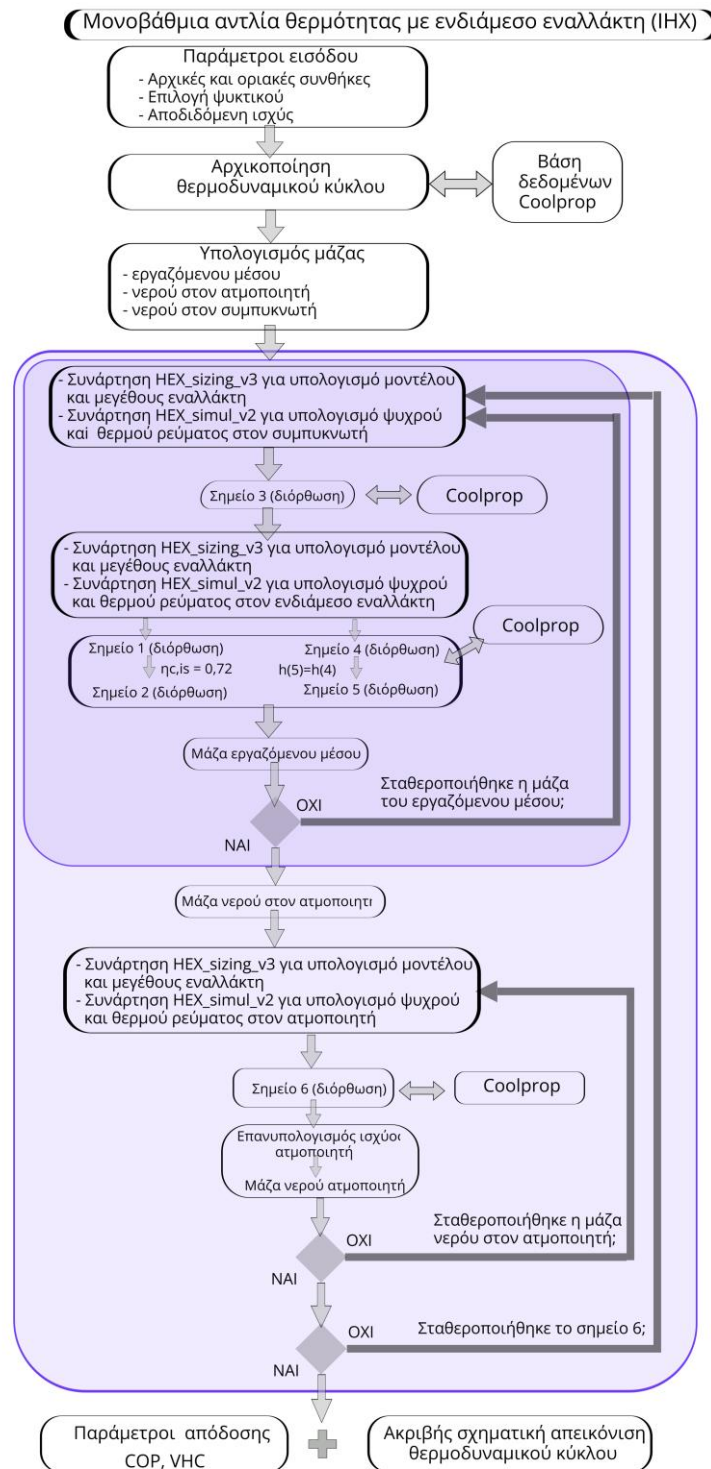 Μονοβάθμια αντλία θερμότητας με ενδιάμεσο εναλλάκτη (IHX)
Παράμετροι εισόδου
- Αρχικές και οριακές συνθήκες
- Επιλογή ψυκτικού
- Αποδιδόμενη ισχύς
Αρχικοποίηση
θερμοδυναμικού κύκλου
Βάση
δεδομένων
Coolprop
Υπολογισμός μάζας
- εργαζόμενου μέσου
- νερού στον ατμοποιητή
- νερού στον συμπυκνωτή
- Συνάρτηση HEX_sizing_v3 για υπολογισμό μοντέλου
και μεγέθους εναλλάκτη
- Συνάρτηση HEX_simul_v2 για υπολογισμό ψυχρού
καi θερμού ρεύματος στον συμπυκνωτή
Σημείο 3 (διόρθωση)
Coolprop
- Συνάρτηση HEX_sizing_v3 για υπολογισμό μοντέλου
και μεγέθους εναλλάκτη
- Συνάρτηση HEX_simul_v2 για υπολογισμό ψυχρού
και θερμού ρεύματος στον ενδιάμεσο εναλλάκτη
Coolprop
Σημείο 1 (διόρθωση)
ηc,is = 0,72
Σημείο 2 (διόρθωση)
Σημείο 4 (διόρθωση)
h(5)=h(4)
Σημείο 5 (διόρθωση)
Μάζα εργαζόμενου μέσου
Σταθεροποιήθηκε η μάζα
του εργαζόμενου μέσου;
ΟΧΙ
ΝΑΙ
Μάζα νερού στον ατμοποιητ
- Συνάρτηση HEX_sizing_v3 για υπολογισμό μοντέλου
και μεγέθους εναλλάκτη
- Συνάρτηση HEX_simul_v2 για υπολογισμό ψυχρού
και θερμού ρεύματος στον ατμοποιητή
Σημείο 6 (διόρθωση)
Coolprop
Επανυπολογισμός ισχύος
ατμοποιητή
Μάζα νερού ατμοποιητή
Σταθεροποιήθηκε η μάζα
νερόυ στον ατμοποιητή;
ΟΧΙ
ΝΑΙ
ΟΧΙ
Σταθεροποιήθηκε το σημείο 6;
ΝΑΙ
Παράμετροι απόδοσης
COP, VHC
Ακριβής σχηματική απεικόνιση
θερμοδυναμικού κύκλου